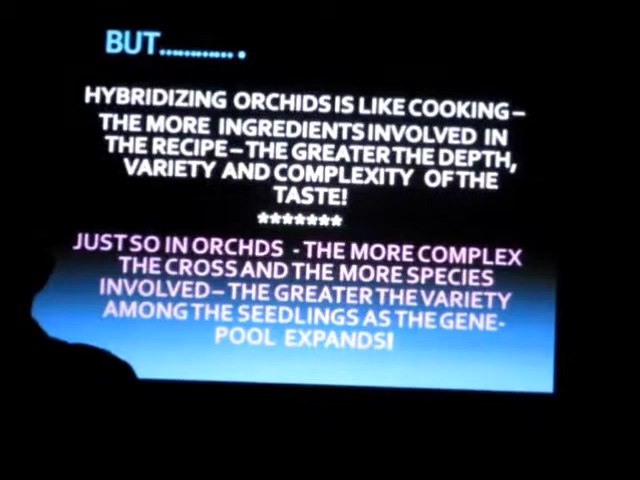 BUT............ .
HYBRIDIZING ORCHIDS IS LIKE COOKING –
THE MORE INGREDIENTS INVOLVED IN
THE RECIPE – THE GREATER THE DEPTH,
VARIETY AND COMPLEXITY OF THE
TASTE!
*******
JUST SO IN ORCHDS - THE MORE COMPLEX
THE CROSS AND THE MORE SPECIES
INVOLVED – THE GREATER THE VARIETY
AMONG THE SEEDLINGS AS THE GENE-
POOL EXPANDS!